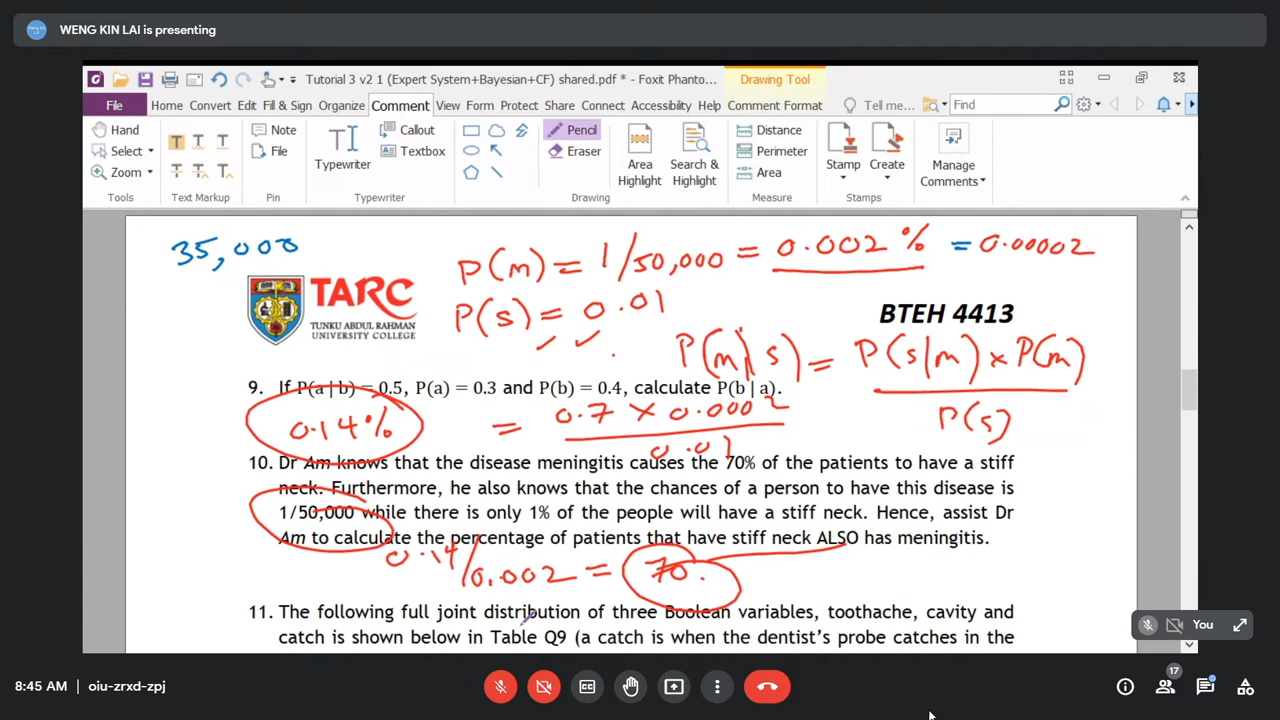 WENG KIN LAI is presenting
Tutorial 3 v2 1 (Expert System+Bayesian+CF) shared.pdf * - Foxit Phanto... Drawing Tool
File Home Convert Edit Fill & Sign Organize Comment View Form Protect Share Connect Accessibility Help Comment Format Tell me... Find
Hand Select Zoom
Tools
Text Markup
Note File
Pin
Typewriter Callout Textbox
Typewriter
Pencil Eraser Area Highlight Search & Highlight
Drawing
Distance Perimeter Area
Measure
Stamp Create
Stamps
Manage Comments
35,000
P(m) = 1/50,000 = 0.002 % = 0.00002
P(s) = 0.01
TARC
TUNKU ABDUL RAHMAN
UNIVERSITY COLLEGE
BTEH 4413
P(m|s) = P(s|m) x P(m)
P(s)
9. If P(a | b) = 0.5, P(a) = 0.3 and P(b) = 0.4, calculate P(b | a).
0.14% = 0.7 x 0.0002
0.01
10. Dr Am knows that the disease meningitis causes the 70% of the patients to have a stiff
neck. Furthermore, he also knows that the chances of a person to have this disease is
1/50,000 while there is only 1% of the people will have a stiff neck. Hence, assist Dr
Am to calculate the percentage of patients that have stiff neck ALSO has meningitis.
0.14/0.002 = 70.
11. The following full joint distribution of three Boolean variables, toothache, cavity and
catch is shown below in Table Q9 (a catch is when the dentist's probe catches in the
You
8:45 AM oiu-zrxd-zpj
17